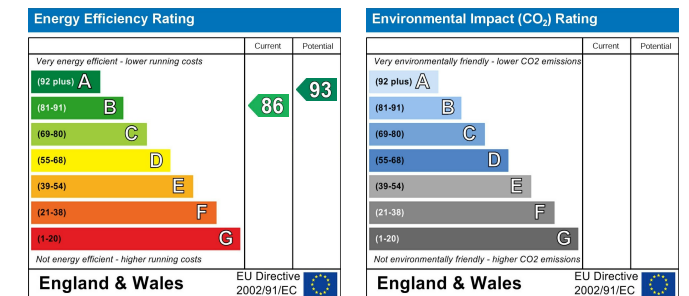 Energy Efficiency Rating
Current Potential
Very energy efficient - lower running costs
(92 plus) A
(81-91) B
(69-80) C
(55-68) D
(39-54) E
(21-38) F
(1-20) G
86
93
Not energy efficient - higher running costs
England & Wales
EU Directive
2002/91/EC
Environmental Impact (CO₂) Rating
Current Potential
Very environmentally friendly - lower CO2 emissions
(92 plus) A
(81-91) B
(69-80) C
(55-68) D
(39-54) E
(21-38) F
(1-20) G
Not environmentally friendly - higher CO2 emissions
England & Wales
EU Directive
2002/91/EC